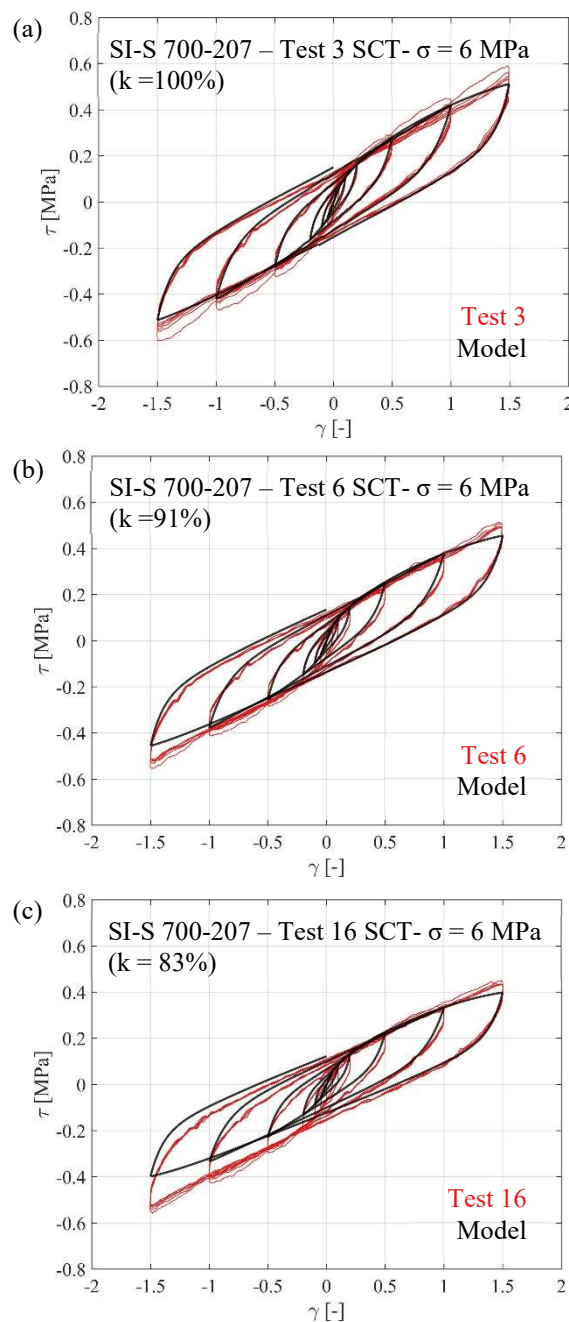 (a)
SI-S 700-207 – Test 3 SCT- σ = 6 MPa
(k =100%)
0.8
0.6
0.4
0.2
0
-0.2
-0.4
-0.6
-0.8
τ [MPa]
Test 3
Model
-2 -1.5 -1 -0.5 0 0.5 1 1.5 2
γ [-]
(b)
SI-S 700-207 – Test 6 SCT- σ = 6 MPa
(k =91%)
0.8
0.6
0.4
0.2
0
-0.2
-0.4
-0.6
-0.8
τ [MPa]
Test 6
Model
-2 -1.5 -1 -0.5 0 0.5 1 1.5 2
γ [-]
(c)
SI-S 700-207 – Test 16 SCT- σ = 6 MPa
(k = 83%)
0.8
0.6
0.4
0.2
0
-0.2
-0.4
-0.6
-0.8
τ [MPa]
Test 16
Model
-2 -1.5 -1 -0.5 0 0.5 1 1.5 2
γ [-]